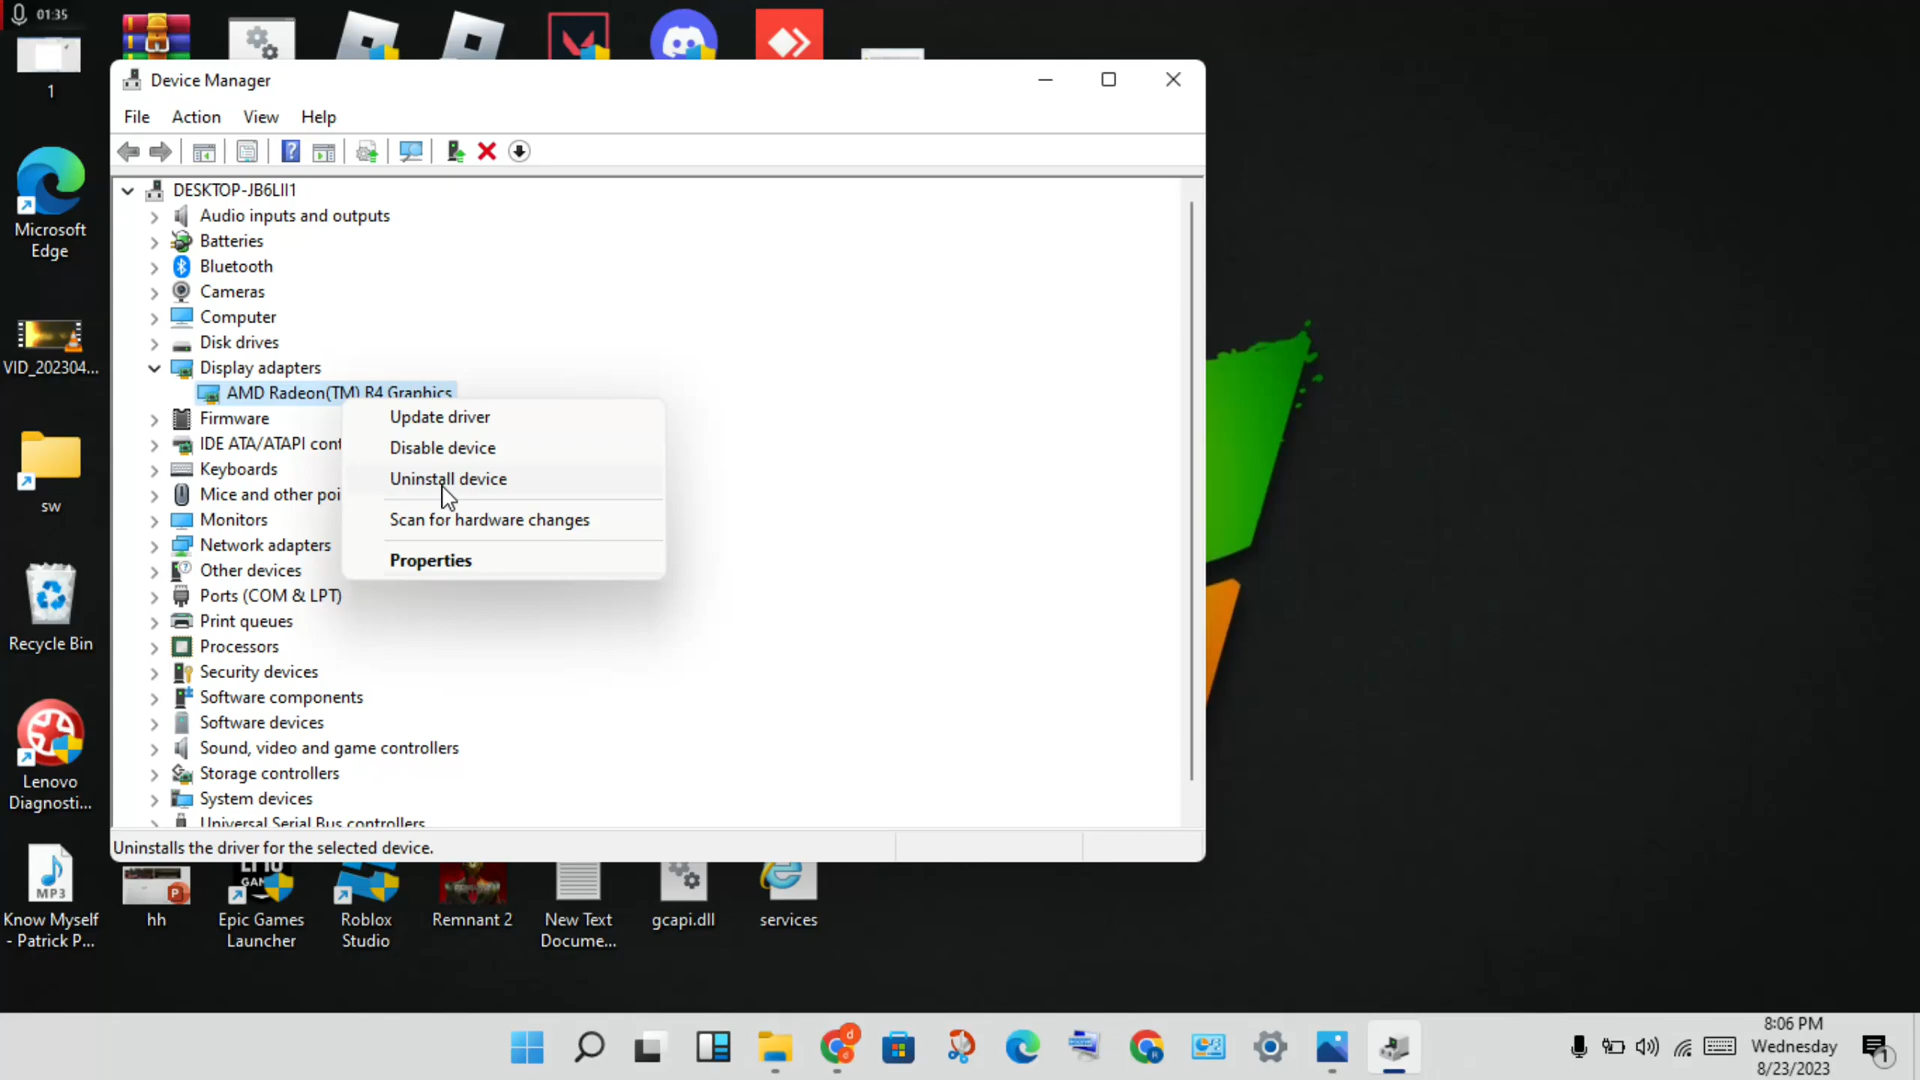 01:35
1
Device Manager
File Action View Help
DESKTOP-JB6LII1
Audio inputs and outputs
Batteries
Bluetooth
Cameras
Computer
Disk drives
Display adapters
AMD Radeon(TM) R4 Graphics
Firmware
IDE ATA/ATAPI cont
Keyboards
Mice and other poi
Monitors
Network adapters
Other devices
Ports (COM & LPT)
Print queues
Processors
Security devices
Software components
Software devices
Sound, video and game controllers
Storage controllers
System devices
Universal Serial Bus controllers
Update driver
Disable device
Uninstall device
Scan for hardware changes
Properties
Uninstalls the driver for the selected device.
Microsoft
Edge
VID_202304...
sw
Recycle Bin
Lenovo
Diagnosti...
MP3
Know Myself
- Patrick P...
hh
Epic Games
Launcher
Roblox
Studio
Remnant 2
New Text
Docume...
gcapi.dll
services
8:06 PM
Wednesday
8/23/2023
1